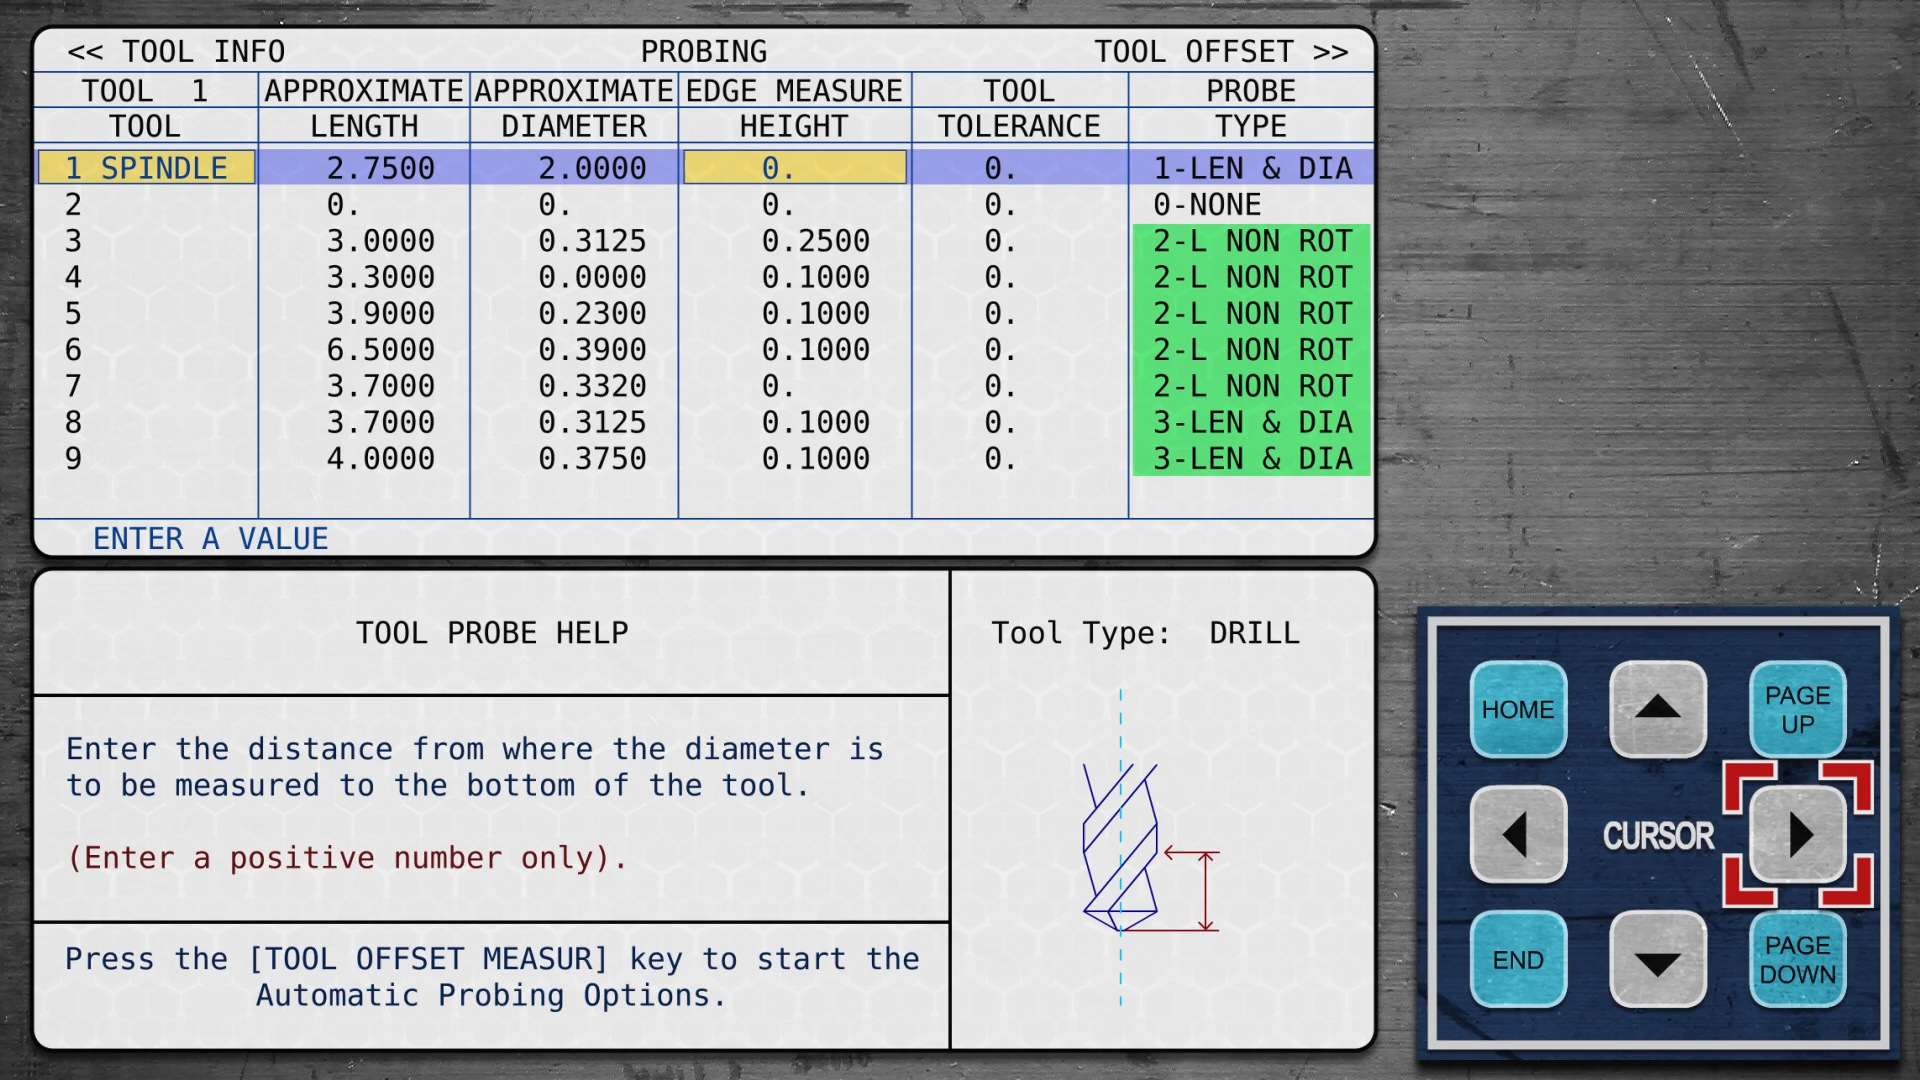 << TOOL INFO PROBING TOOL OFFSET >>
TOOL 1 APPROXIMATE APPROXIMATE EDGE MEASURE TOOL PROBE
TOOL LENGTH DIAMETER HEIGHT TOLERANCE TYPE
1 SPINDLE 2.7500 2.0000 0. 0. 1-LEN & DIA
2 0. 0. 0. 0. 0-NONE
3 3.0000 0.3125 0.2500 0. 2-L NON ROT
4 3.3000 0.0000 0.1000 0. 2-L NON ROT
5 3.9000 0.2300 0.1000 0. 2-L NON ROT
6 6.5000 0.3900 0.1000 0. 2-L NON ROT
7 3.7000 0.3320 0. 0. 2-L NON ROT
8 3.7000 0.3125 0.1000 0. 3-LEN & DIA
9 4.0000 0.3750 0.1000 0. 3-LEN & DIA
ENTER A VALUE
TOOL PROBE HELP
Enter the distance from where the diameter is
to be measured to the bottom of the tool.
(Enter a positive number only).
Press the [TOOL OFFSET MEASUR] key to start the
Automatic Probing Options.
Tool Type: DRILL
HOME
PAGE
UP
CURSOR
END
PAGE
DOWN